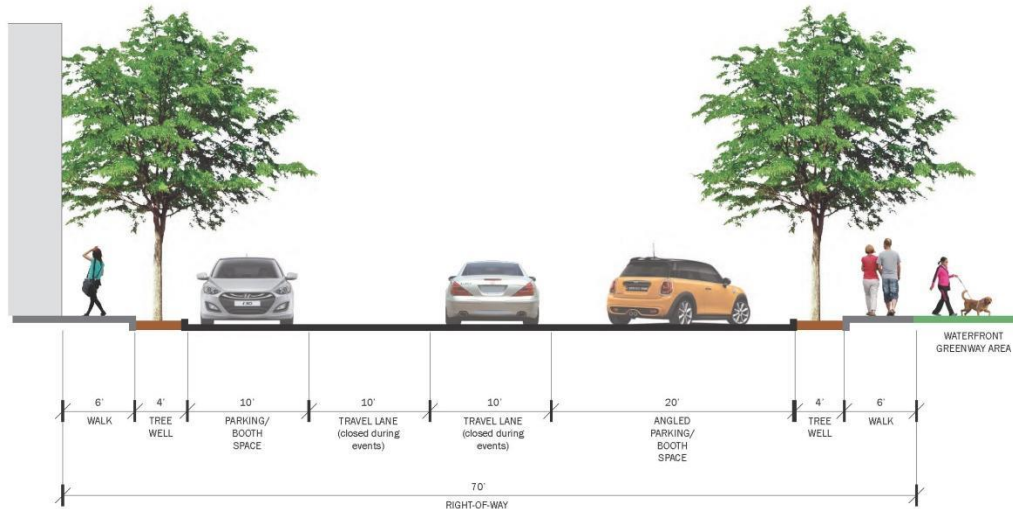 WATERFRONT
GREENWAY AREA
6'
WALK
4'
TREE
WELL
10'
PARKING/
BOOTH
SPACE
10'
TRAVEL LANE
(closed during
events)
10'
TRAVEL LANE
(closed during
events)
20'
ANGLED
PARKING/
BOOTH
SPACE
4'
TREE
WELL
6'
WALK
70'
RIGHT-OF-WAY